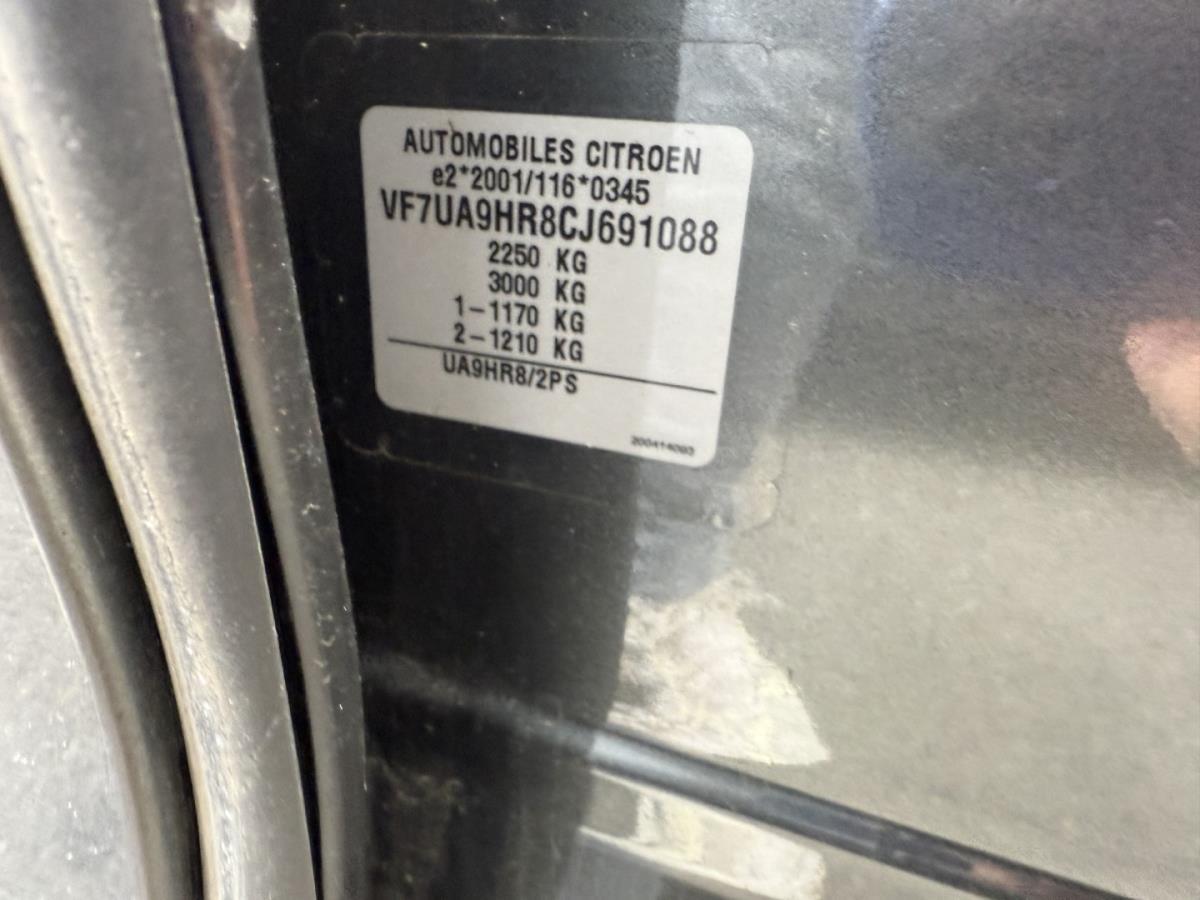 AUTOMOBILES CITROEN
e2*2001/116*0345
VF7UA9HR8CJ691088
2250 KG
3000 KG
1-1170 KG
2-1210 KG
UA9HR8/2PS
200414093